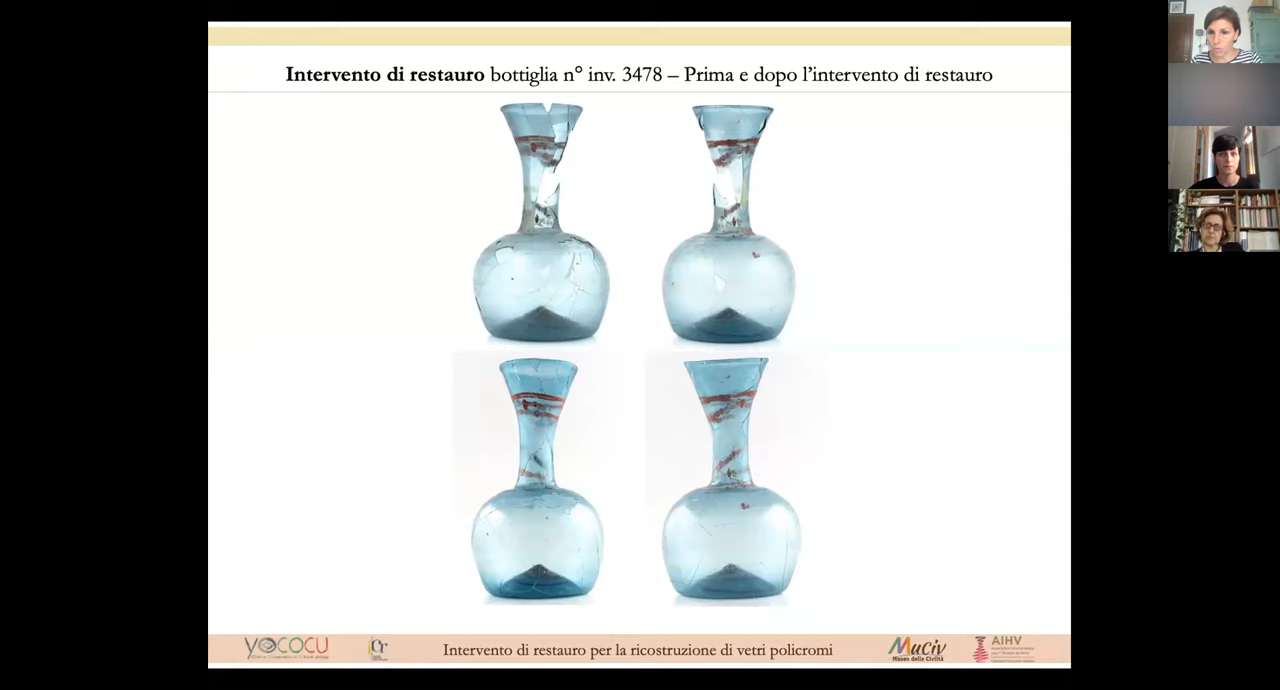 Intervento di restauro bottiglia n° inv. 3478 – Prima e dopo l'intervento di restauro
YOCOCU
Intervento di restauro per la ricostruzione di vetri policromi
MuCiv
Museo delle Civiltà
AIHV